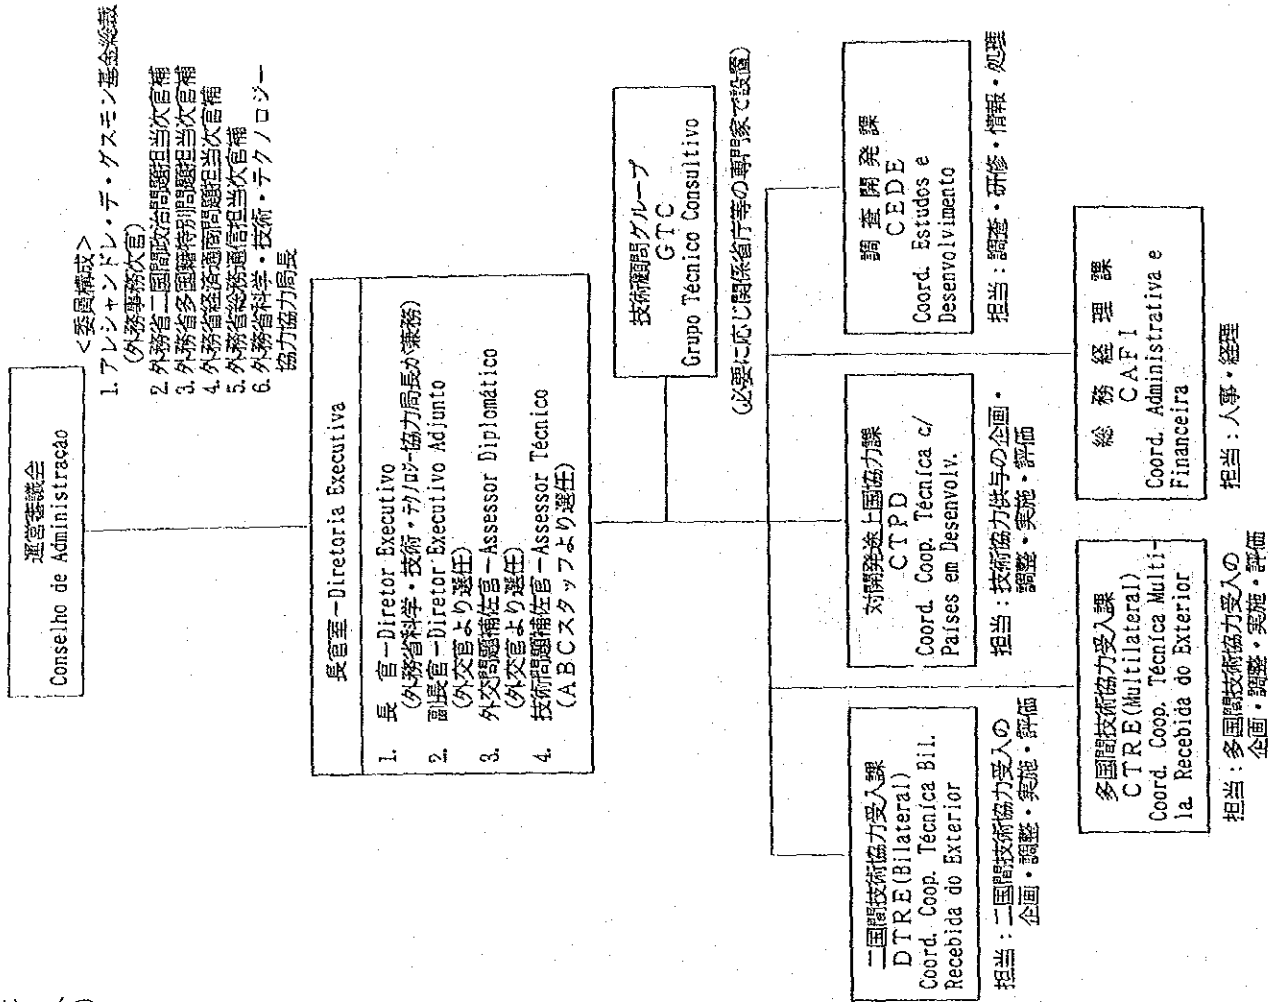 運営審議会
Conselho de Administraçao
<委員構成>
1. アレシャンドレ・デ・グスモン基金総裁
(外務事務次官)
2. 外務省二国間政治問題担当次官補
3. 外務省多国籍特別問題担当次官補
4. 外務省経済通商問題担当次官補
5. 外務省総務通信担当次官補
6. 外務省科学・技術・テクノロジー
協力協力局長
長官室－Diretoria Executiva
1. 長 官－Diretor Executivo
(外務省科学・技術・テクノロジー協力局長が兼務)
2. 副長官－Diretor Executivo Adjunto
(外交官より選任)
3. 外交問題補佐官－Assessor Diplomático
(外交官より選任)
4. 技術問題補佐官－Assessor Técnico
(ABCスタッフより選任)
技術顧問グループ
GTC
Grupo Técnico Consultivo
(必要に応じ関係省庁等の専門家で設置)
二国間技術協力受入課
DTRE(Bilateral)
Coord. Coop. Técnica Bil.
Recebida do Exterior
担当：二国間技術協力受入の
企画・調整・実施・評価
対開発途上国協力課
CTPD
Coord. Coop. Técnica c/
Países em Desenvolv.
担当：技術協力供与の企画・
調整・実施・評価
調査開発課
CEDE
Coord. Estudos e
Desenvolvimento
担当：調査・研修・情報・処理
多国間技術協力受入課
CTRE(Multilateral)
Coord. Coop. Técnica Multi-
la. Recebida do Exterior
担当：多国間技術協力受入の
企画・調整・実施・評価
総務経理課
CAFI
Coord. Administrativa e
Financeira
担当：人事・経理